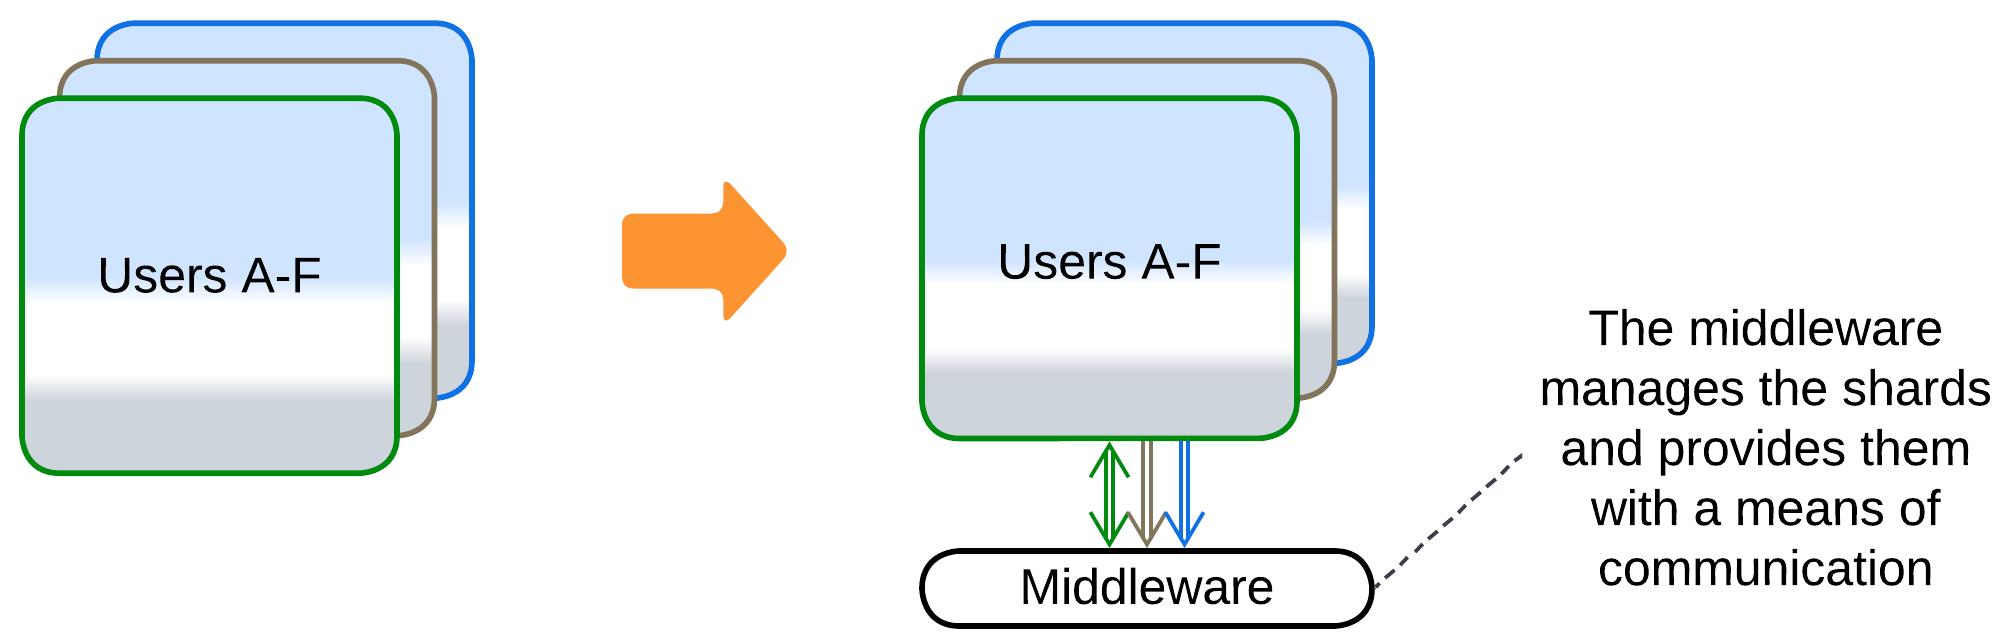 Users A-F
Users A-F
The middleware
manages the shards
and provides them
with a means of
communication
Middleware